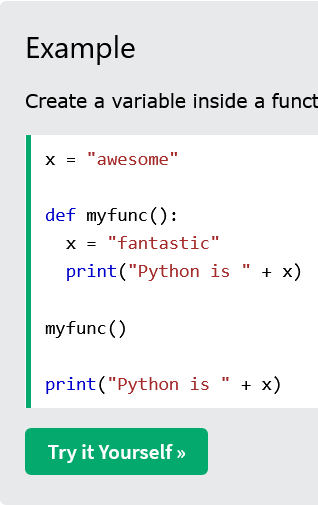 Example
Create a variable inside a funct
x = "awesome"
def myfunc():
  x = "fantastic"
  print("Python is " + x)
myfunc()
print("Python is " + x)
Try it Yourself »